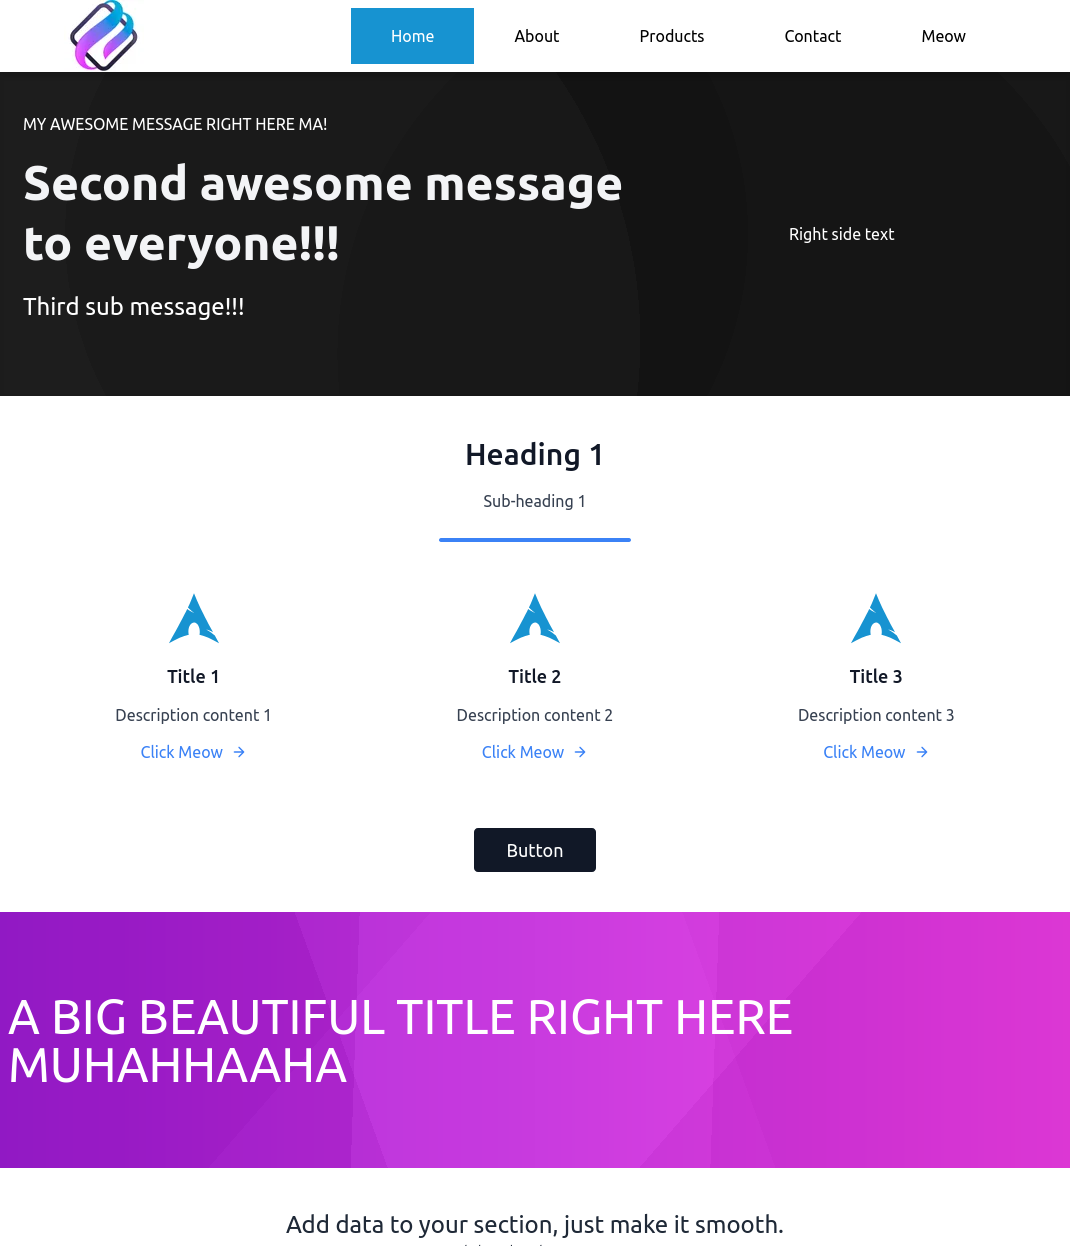 Home
About
Products
Contact
Meow
MY AWESOME MESSAGE RIGHT HERE MA!
Second awesome message
to everyone!!!
Third sub message!!!
Right side text
Heading 1
Sub-heading 1
Title 1
Description content 1
Click Meow
Title 2
Description content 2
Click Meow
Title 3
Description content 3
Click Meow
Button
A BIG BEAUTIFUL TITLE RIGHT HERE
MUHAHHAAHA
Add data to your section, just make it smooth.